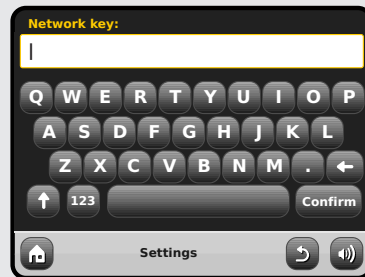 Network key:
Q W E R T Y U I O P
A S D F G H J K L
Z X C V B N M .
123 Confirm
Settings